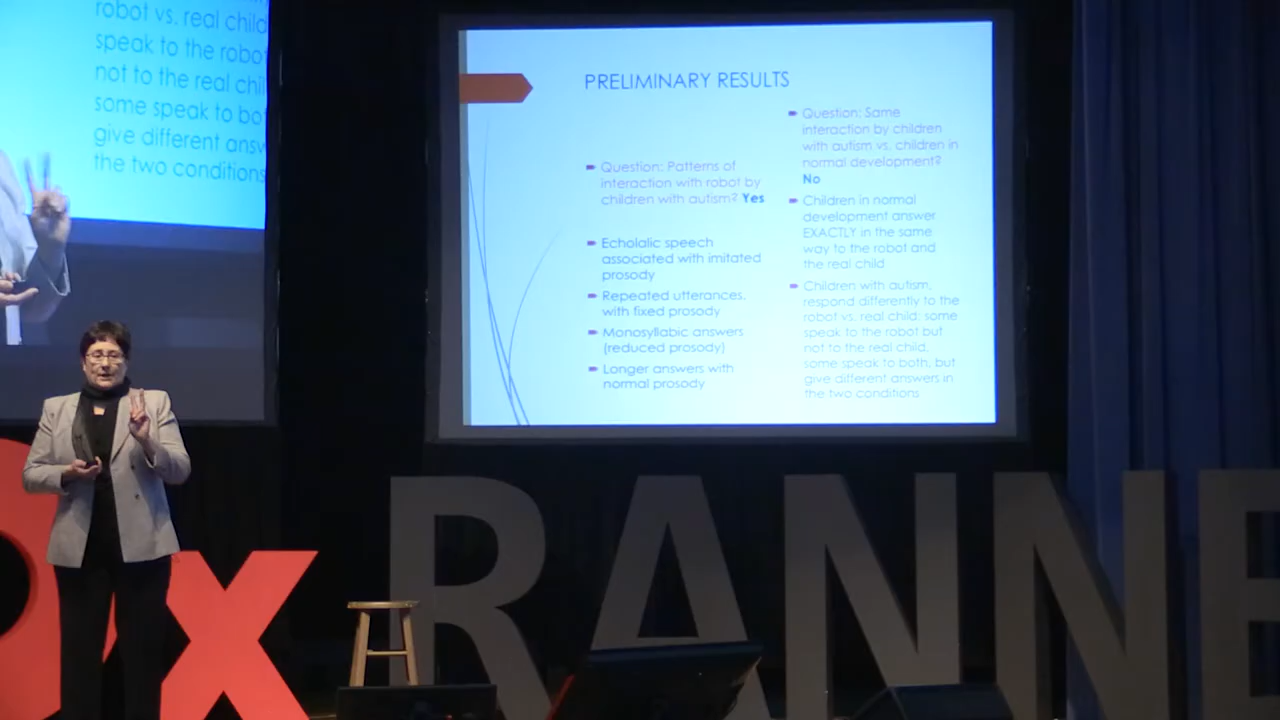 robot vs. real child
speak to the robot
not to the real chil
some speak to bot
give different answ
the two conditions
PRELIMINARY RESULTS
Question: Patterns of
interaction with robot by
children with autism? Yes
Echolalic speech
associated with imitated
prosody
Repeated utterances,
with fixed prosody
Monosyllabic answers
(reduced prosody)
Longer answers with
normal prosody
Question: Same
interaction by children
with autism vs. children in
normal development?
No
Children in normal
development answer
EXACTLY in the same
way to the robot and
the real child
Children with autism,
respond differently to the
robot vs. real child: some
speak to the robot but
not to the real child,
some speak to both, but
give different answers in
the two conditions
x RANNE